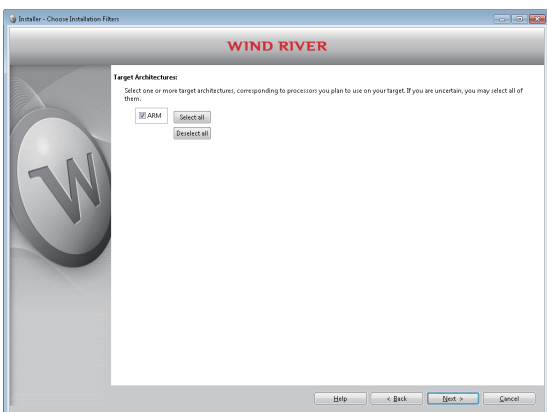 Installer - Choose Installation Filters
WIND RIVER
Target Architectures:
Select one or more target architectures, corresponding to processors you plan to use on your target. If you are uncertain, you may select all of
them.
ARM
Select all
Deselect all
W
Help
< Back
Next >
Cancel